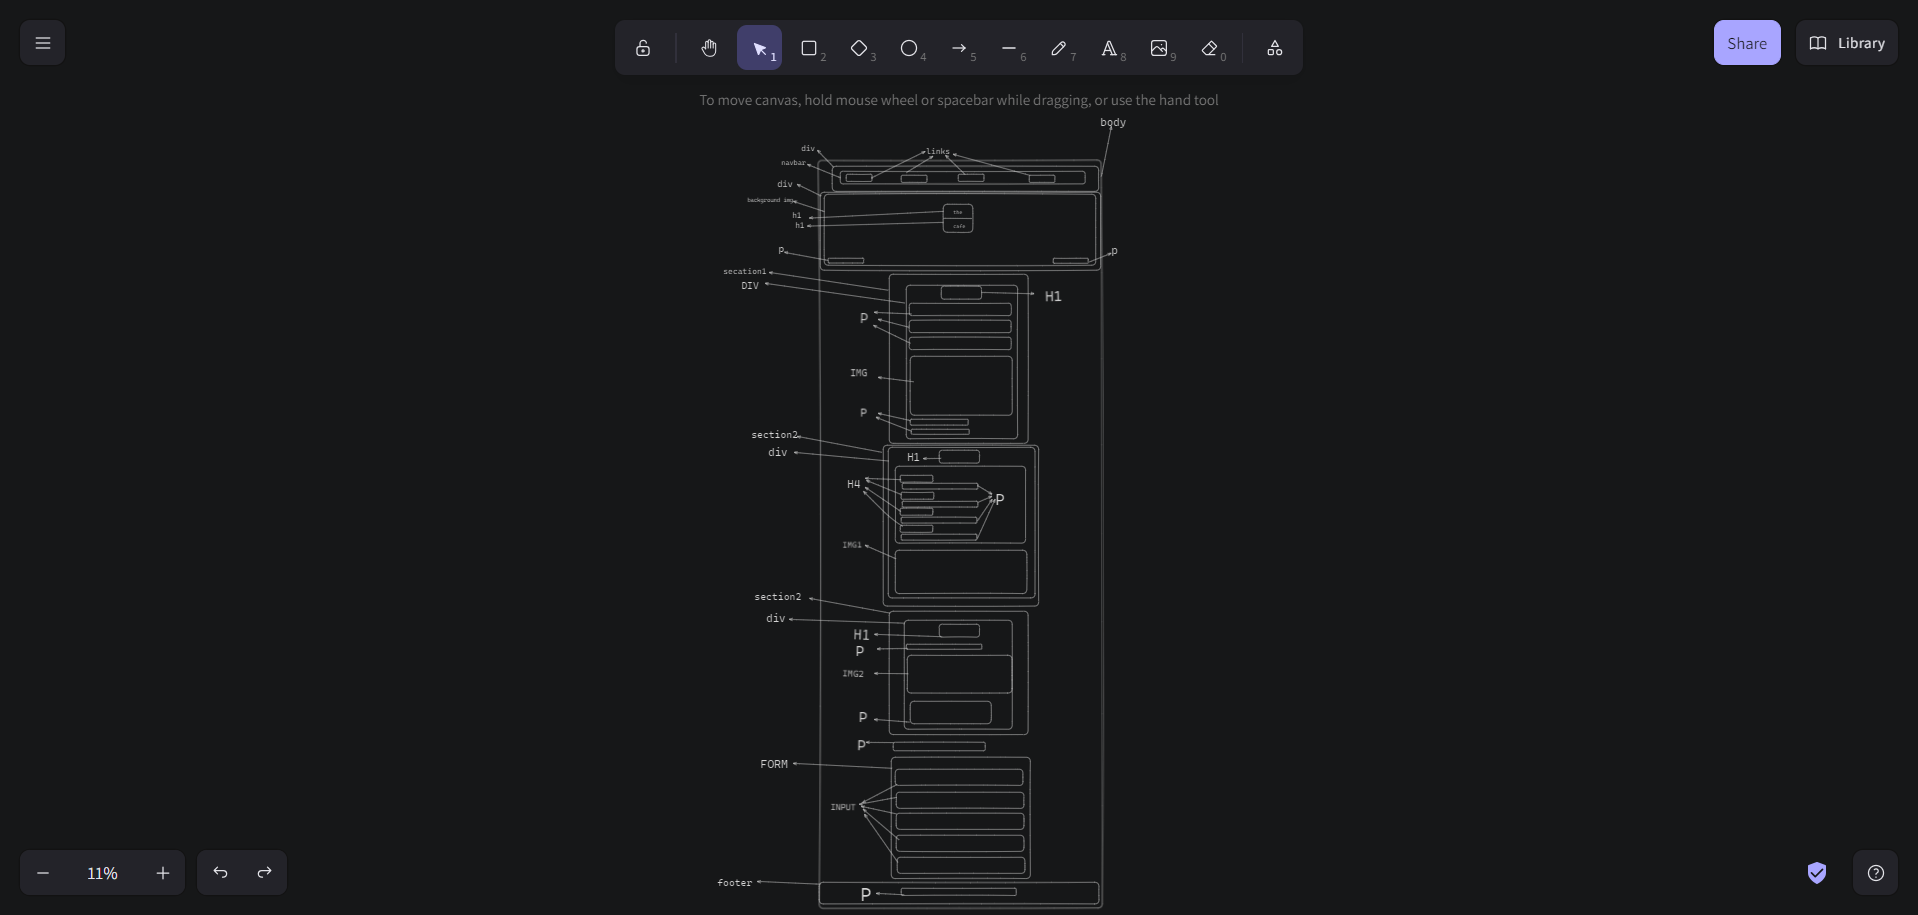 1
2
3
4
5
6
7
8
9
0
Share
Library
To move canvas, hold mouse wheel or spacebar while dragging, or use the hand tool
body
div
links
navbar
div
background img
the
h1
cafe
h1
p
p
secation1
DIV
H1
P
IMG
P
section2
div
H1
H4
P
IMG1
section2
div
H1
P
IMG2
P
P
FORM
INPUT
footer
P
11%